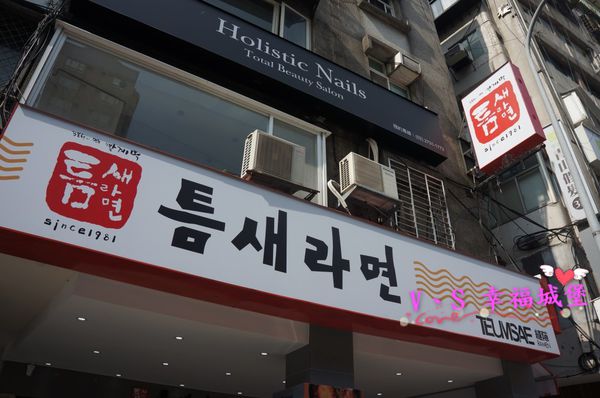 Holistic Nails
Total Beauty Salon
틈새
라면
since1981
틈새라면
TEUMSAE
틈새
라면
since1981
V、S 幸福城堡
love